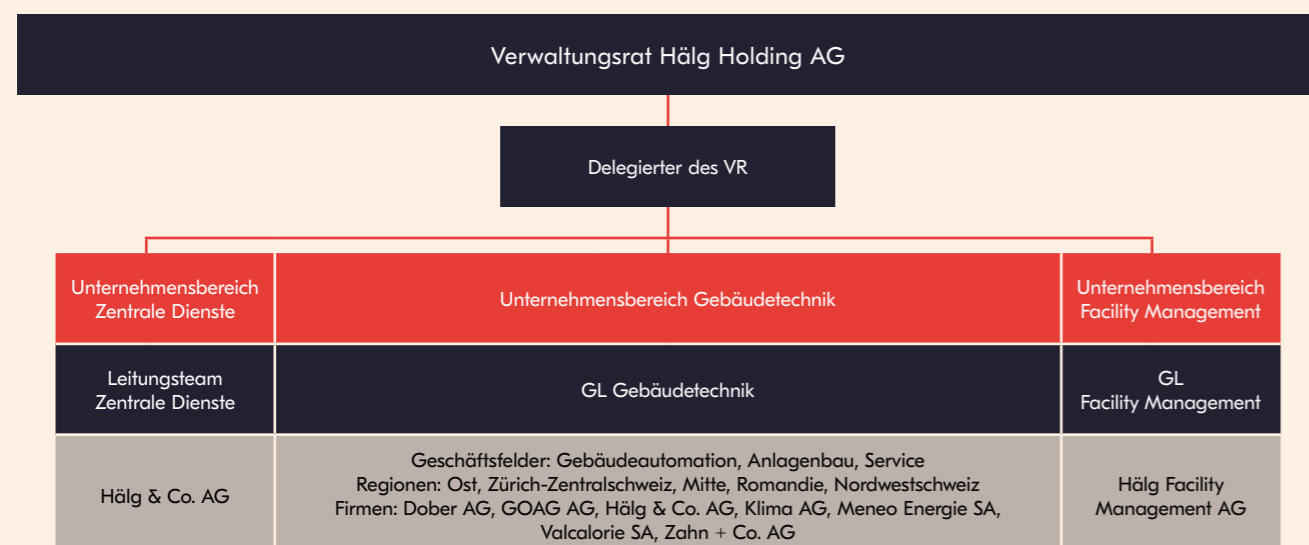 Verwaltungsrat Hälg Holding AG
Delegierter des VR
Unternehmensbereich
Zentrale Dienste
Unternehmensbereich Gebäudetechnik
Unternehmensbereich
Facility Management
Leitungsteam
Zentrale Dienste
GL Gebäudetechnik
GL
Facility Management
Hälg & Co. AG
Geschäftsfelder: Gebäudeautomation, Anlagenbau, Service
Regionen: Ost, Zürich-Zentralschweiz, Mitte, Romandie, Nordwestschweiz
Firmen: Dober AG, GOAG AG, Hälg & Co. AG, Klima AG, Meneo Energie SA,
Valcalorie SA, Zahn + Co. AG
Hälg Facility
Management AG